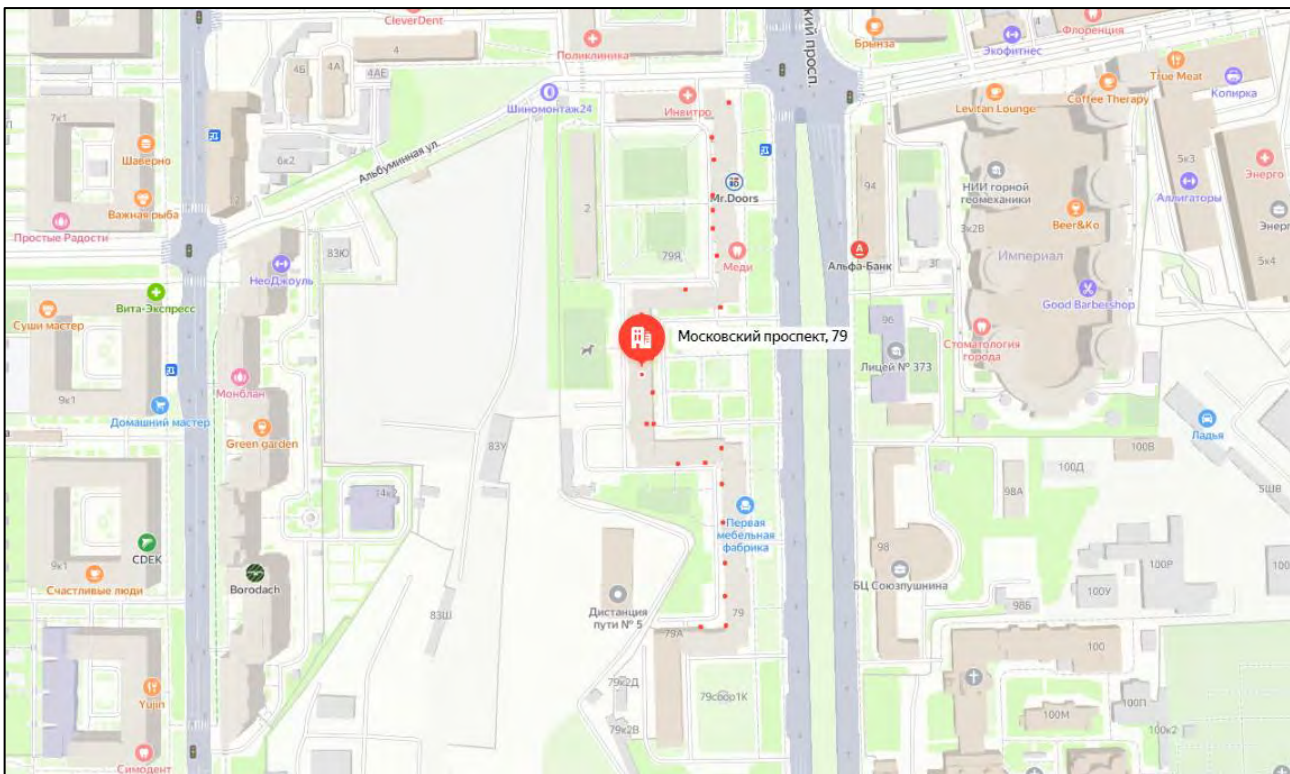 CleverDent
кий просп.
Флоренция
4
Брынза
Экофитнес
4
Поликлиника
4Б
4А
4АЕ
True Meat
7к1
Шиномонтаж24
Инвитро
Levitan Lounge
Coffee Therapy
Копирка
Шаверно
6к2
Альбуминная ул.
5к3
Энерго
94
НИИ горной
геомеханики
Аллигаторы
Важная рыба
2
Mr.Doors
Beer&Ko
Простые Радости
3к2В
Энерг
83Ю
79Я
Меди
Альфа-Банк
3Г
Империал
5к4
НеоДжоуль
Вита-Экспресс
Good Barbershop
Суши мастер
96
Московский проспект, 79
Стоматология
города
Лицей № 373
Монблан
9к1
Домашний мастер
Ладья
а
Green garden
83У
100В
100Д
14к2
98А
5ШВ
Первая
мебельная
фабрика
98
CDEK
9к1
Borodach
БЦ Союзпушнина
100Р
100
Счастливые люди
100У
83Ш
Дистанция
пути № 5
79
98Б
79А
100
79к2Д
79соор1К
Yujin
100М
100П
79к2В
100к2
Симодент